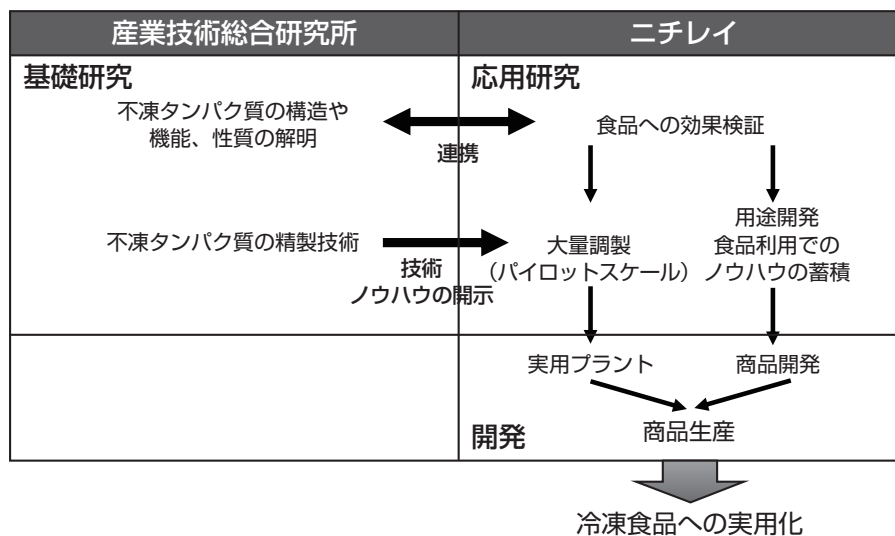 産業技術総合研究所
ニチレイ
基礎研究
応用研究
不凍タンパク質の構造や
機能、性質の解明
連携
食品への効果検証
不凍タンパク質の精製技術
技術
ノウハウの開示
大量調製
(パイロットスケール)
用途開発
食品利用での
ノウハウの蓄積
実用プラント
商品開発
開発
商品生産
冷凍食品への実用化